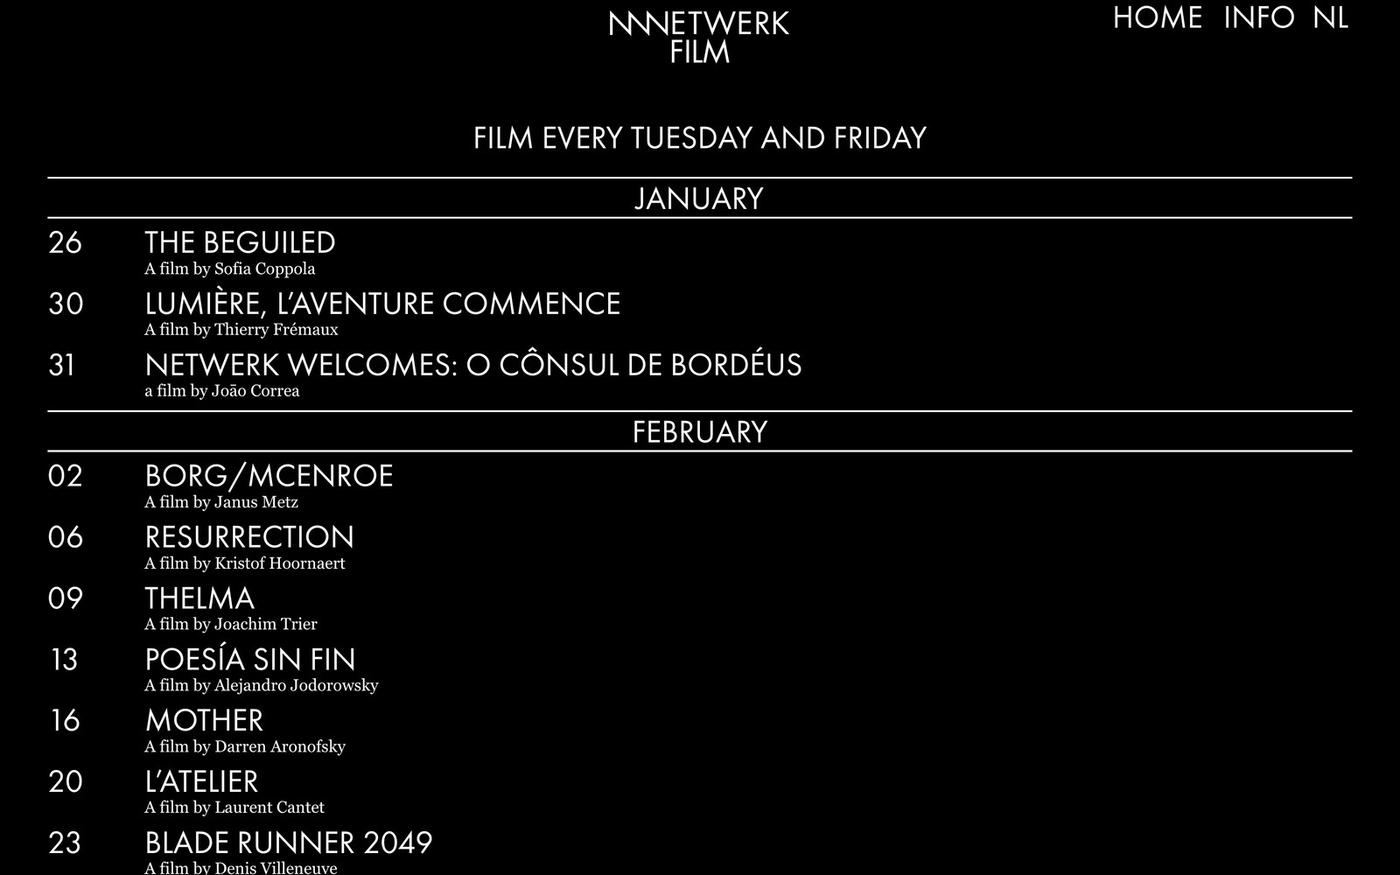 NNNETWERK
FILM
HOME INFO NL
FILM EVERY TUESDAY AND FRIDAY
JANUARY
26 THE BEGUILED
A film by Sofia Coppola
30 LUMIÈRE, L’AVENTURE COMMENCE
A film by Thierry Frémaux
31 NETWERK WELCOMES: O CÔNSUL DE BORDÉUS
a film by Joāo Correa
FEBRUARY
02 BORG/MCENROE
A film by Janus Metz
06 RESURRECTION
A film by Kristof Hoornaert
09 THELMA
A film by Joachim Trier
13 POESÍA SIN FIN
A film by Alejandro Jodorowsky
16 MOTHER
A film by Darren Aronofsky
20 L’ATELIER
A film by Laurent Cantet
23 BLADE RUNNER 2049
A film by Denis Villeneuve